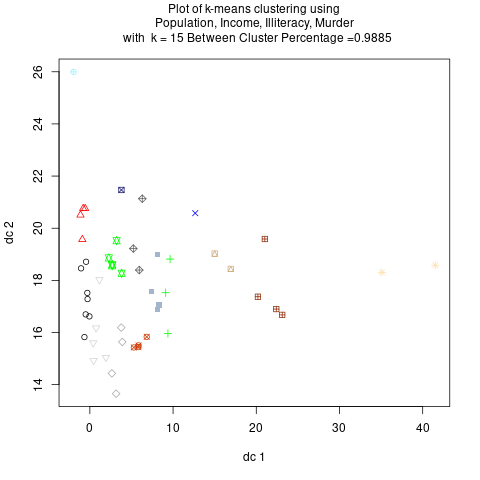 Plot of k-means clustering using
Population, Income, Illiteracy, Murder
with k = 15 Between Cluster Percentage =0.9885
26
24
22
20
18
16
14
dc 2
0 10 20 30 40
dc 1